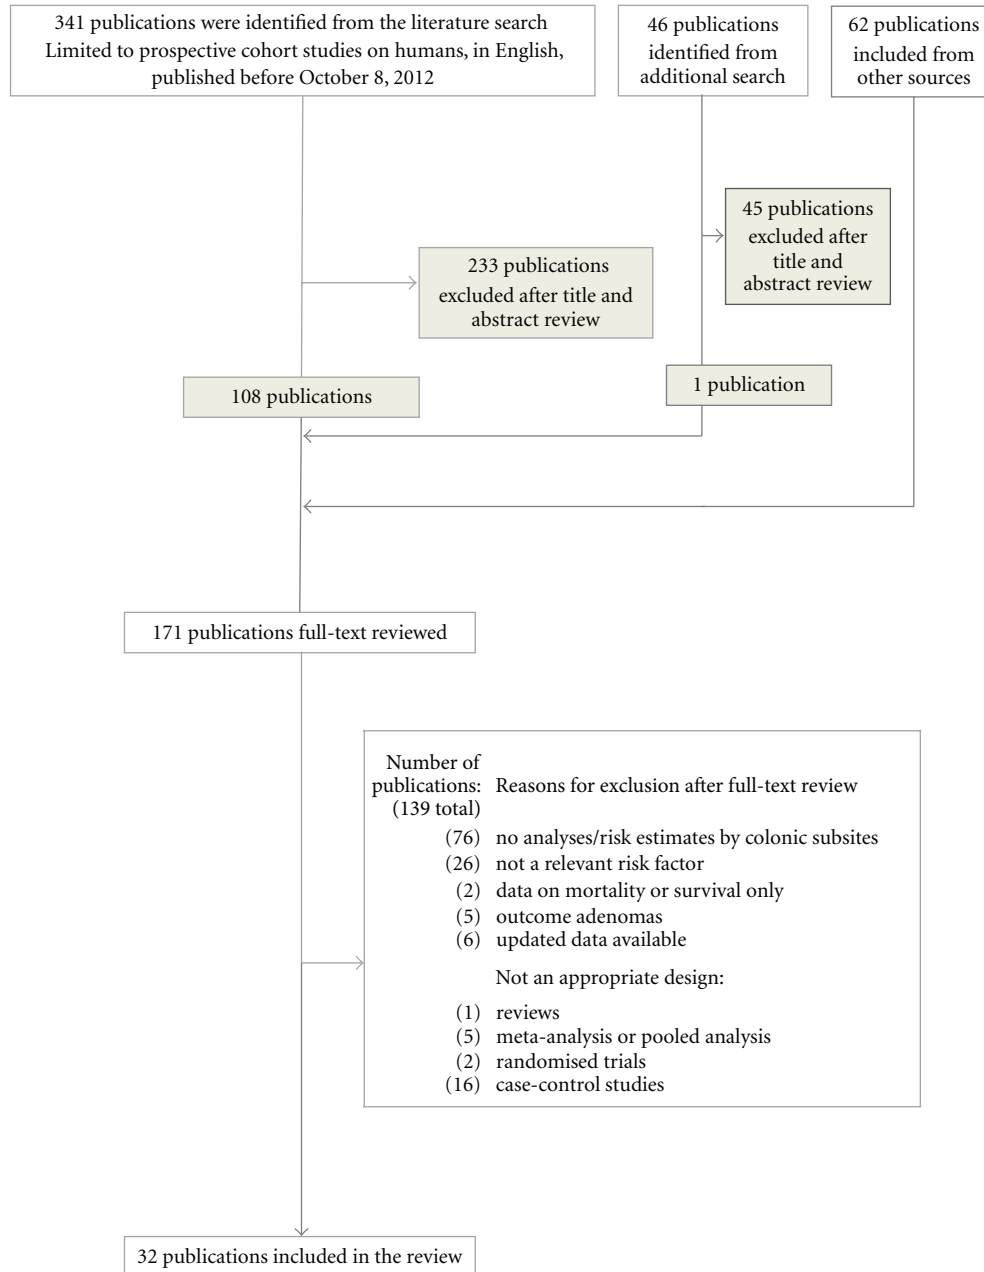 341 publications were identified from the literature search
Limited to prospective cohort studies on humans, in English,
published before October 8, 2012
46 publications
identified from
additional search
62 publications
included from
other sources
45 publications
excluded after
title and
abstract review
233 publications
excluded after title and
abstract review
108 publications
1 publication
171 publications full-text reviewed
Number of
publications:
(139 total)
Reasons for exclusion after full-text review
(76) no analyses/risk estimates by colonic subsites
(26) not a relevant risk factor
(2) data on mortality or survival only
(5) outcome adenomas
(6) updated data available
Not an appropriate design:
(1) reviews
(5) meta-analysis or pooled analysis
(2) randomised trials
(16) case-control studies
32 publications included in the review